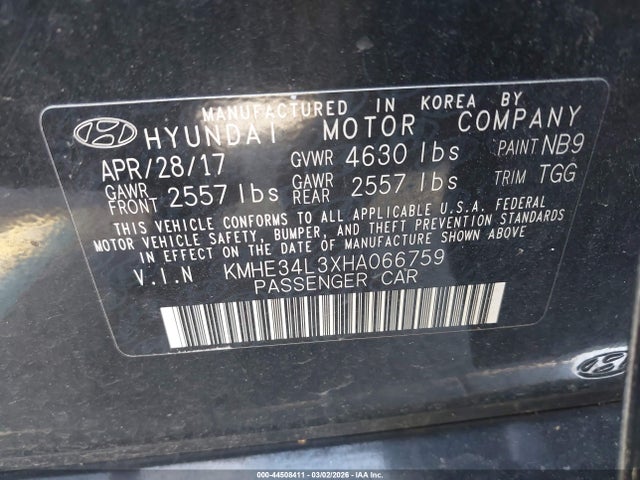 MANUFACTURED IN KOREA BY
HYUNDAI MOTOR COMPANY
APR/28/17 GVWR 4630 lbs PAINT NB9
GAWR FRONT 2557 lbs GAWR REAR 2557 lbs TRIM TGG
THIS VEHICLE CONFORMS TO ALL APPLICABLE U.S.A. FEDERAL
MOTOR VEHICLE SAFETY, BUMPER, AND THEFT PREVENTION STANDARDS
IN EFFECT ON THE DATE OF MANUFACTURE SHOWN ABOVE.
V.I.N KMHE34L3XHA066759
PASSENGER CAR
000-44508411 - 03/02/2026 - IAA, Inc.